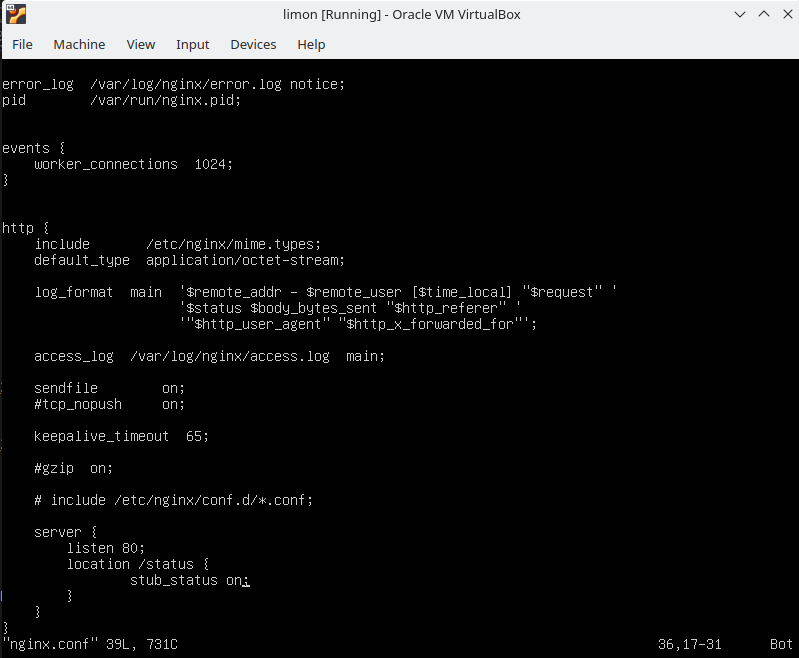 limon [Running] - Oracle VM VirtualBox
File Machine View Input Devices Help
error_log  /var/log/nginx/error.log notice;
pid        /var/run/nginx.pid;
events {
    worker_connections  1024;
}
http {
    include       /etc/nginx/mime.types;
    default_type  application/octet-stream;
    log_format  main  '$remote_addr - $remote_user [$time_local] "$request" '
                      '$status $body_bytes_sent "$http_referer" '
                      '"$http_user_agent" "$http_x_forwarded_for"';
    access_log  /var/log/nginx/access.log  main;
    sendfile        on;
    #tcp_nopush     on;
    keepalive_timeout  65;
    #gzip  on;
    # include /etc/nginx/conf.d/*.conf;
    server {
        listen 80;
        location /status {
                stub_status on;
        }
    }
}
"nginx.conf" 39L, 731C                                  36,17-31      Bot